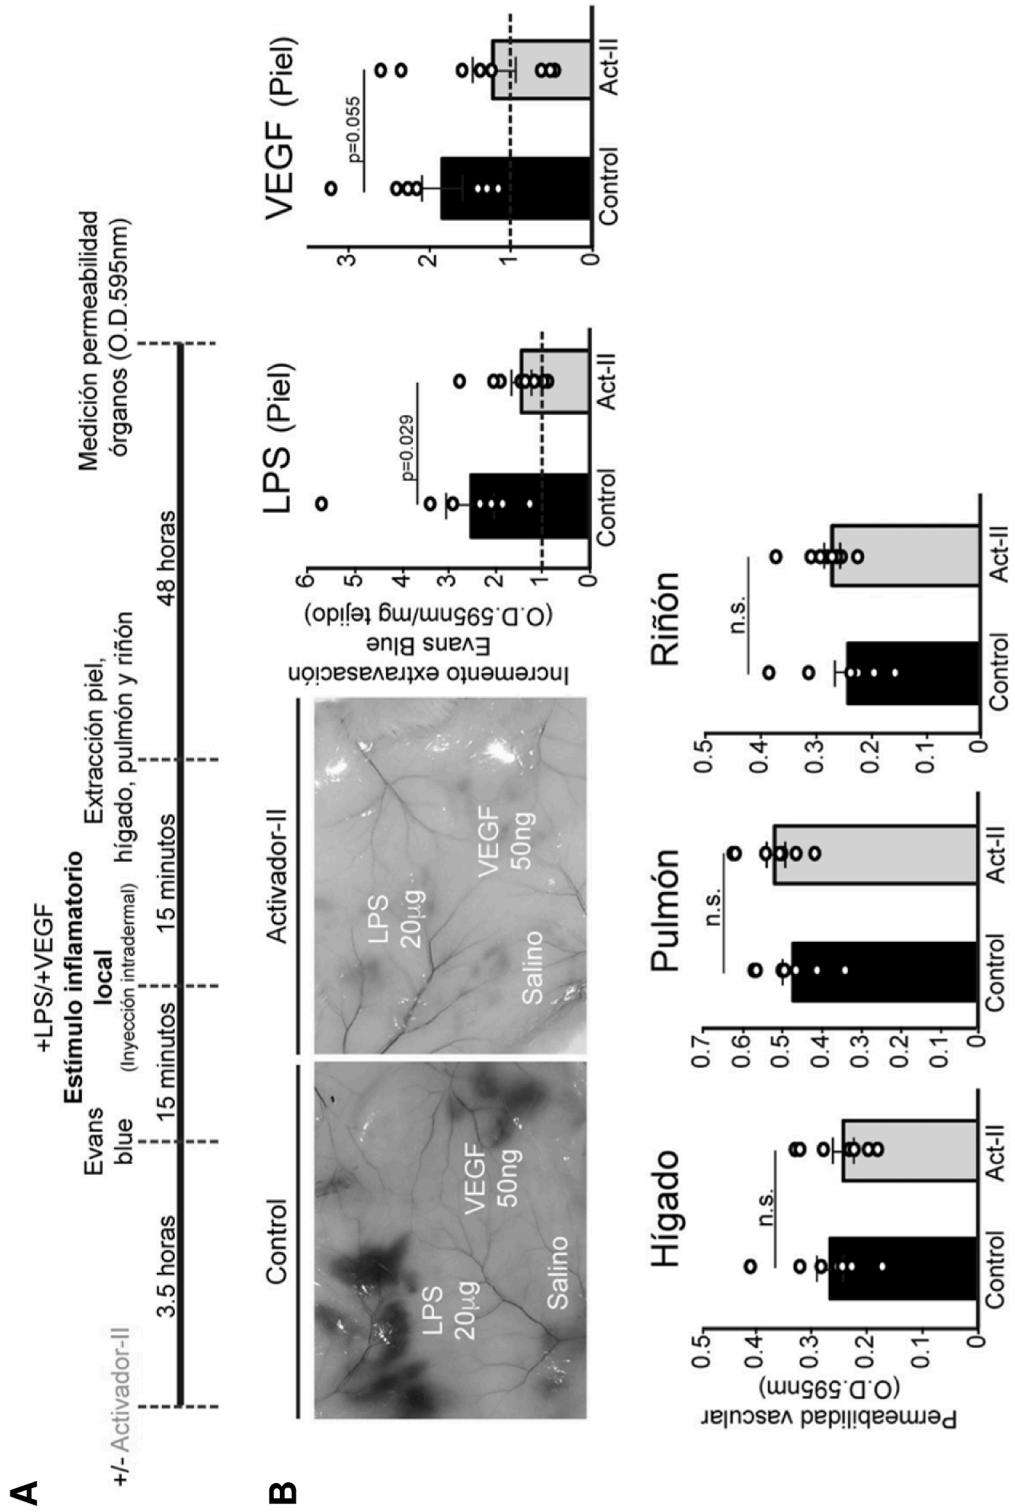 A
+LPS/+VEGF
Estímulo inflamatorio
local
(Inyección intradermal)
Evans
blue
Extracción piel,
hígado, pulmón y riñón
Medición permeabilidad
órganos (O.D.595nm)
+/- Activador-II
3.5 horas
15 minutos
15 minutos
48 horas
B
Control
LPS
20µg
VEGF
50ng
Salino
Activador-II
LPS
20µg
VEGF
50ng
Salino
Incremento extravasación
Evans Blue
(O.D.595nm/mg tejido)
LPS (Piel)
6
5
4
3
2
1
0
p=0.029
Control
Act-II
VEGF (Piel)
3
2
1
0
p=0.055
Control
Act-II
Permeabilidad vascular
(O.D.595nm)
Hígado
0.5
0.4
0.3
0.2
0.1
0
n.s.
Control
Act-II
Pulmón
0.7
0.6
0.5
0.4
0.3
0.2
0.1
0
n.s.
Control
Act-II
Riñón
0.5
0.4
0.3
0.2
0.1
0
n.s.
Control
Act-II